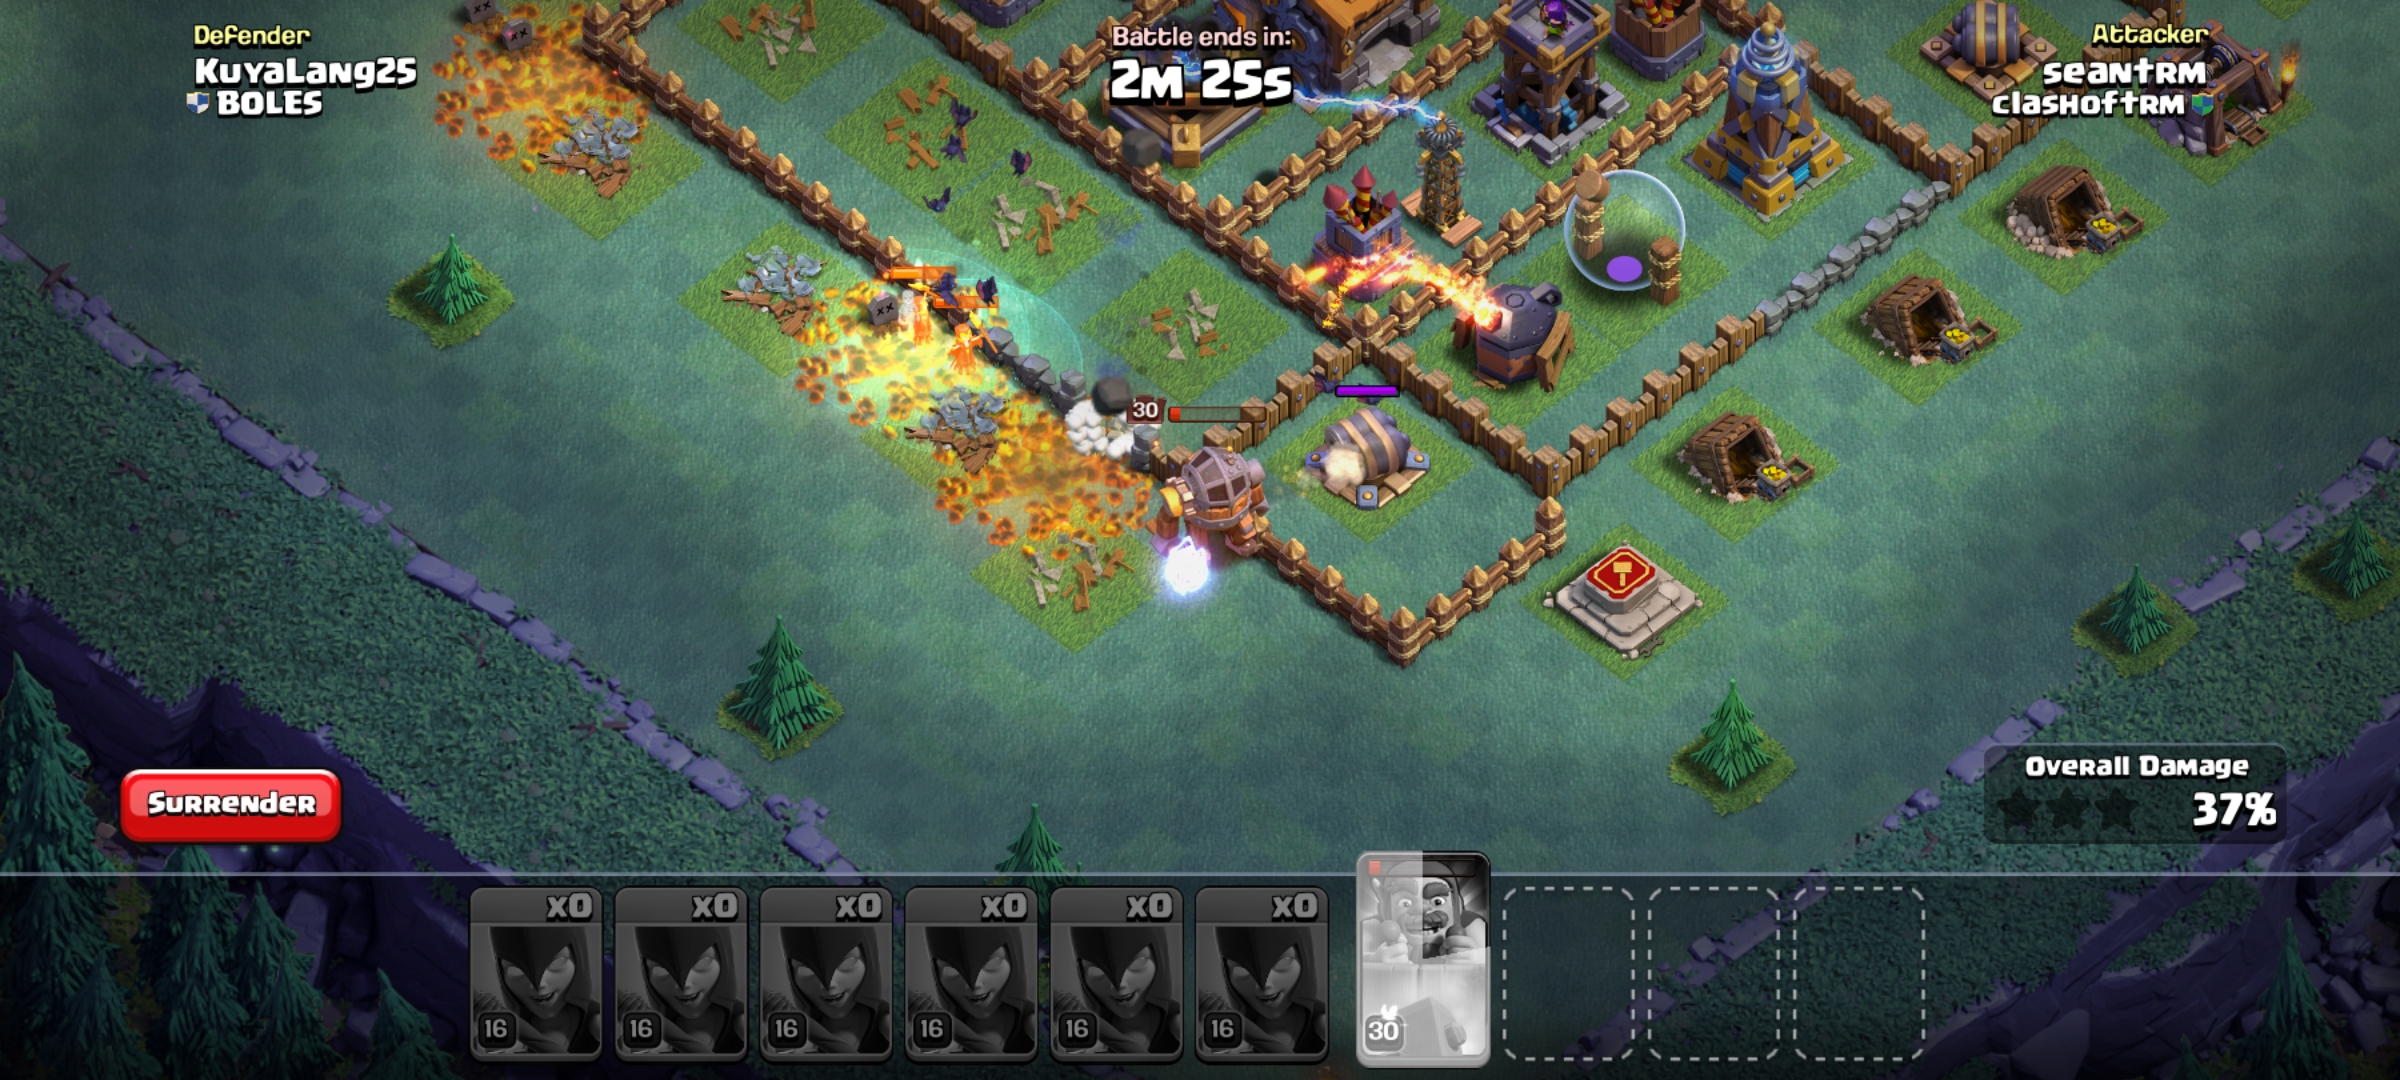 Defender
KuyaLang25
BOLES
Battle ends in:
2M 25s
Attacker
seantRM
clashoftRM
30
Surrender
Overall Damage
37%
x0
x0
x0
x0
x0
x0
16
16
16
16
16
16
30